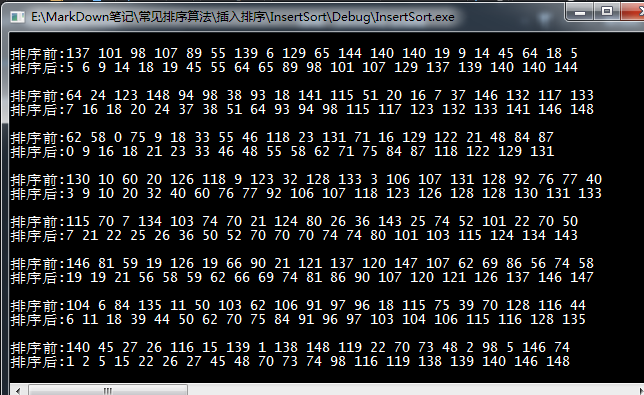 E:\MarkDown笔记\常见排序算法\插入排序\InsertSort\Debug\InsertSort.exe
排序前:137 101 98 107 89 55 139 6 129 65 144 140 140 19 9 14 45 64 18 5
排序后:5 6 9 14 18 19 45 55 64 65 89 98 101 107 129 137 139 140 140 144
排序前:64 24 123 148 94 98 38 93 18 141 115 51 20 16 7 37 146 132 117 133
排序后:7 16 18 20 24 37 38 51 64 93 94 98 115 117 123 132 133 141 146 148
排序前:62 58 0 75 9 18 33 55 46 118 23 131 71 16 129 122 21 48 84 87
排序后:0 9 16 18 21 23 33 46 48 55 58 62 71 75 84 87 118 122 129 131
排序前:130 10 60 20 126 118 9 123 32 128 133 3 106 107 131 128 92 76 77 40
排序后:3 9 10 20 32 40 60 76 77 92 106 107 118 123 126 128 128 130 131 133
排序前:115 70 7 134 103 74 70 21 124 80 26 36 143 25 74 52 101 22 70 50
排序后:7 21 22 25 26 36 50 52 70 70 70 74 74 80 101 103 115 124 134 143
排序前:146 81 59 19 126 19 66 90 21 121 137 120 147 107 62 69 86 56 74 58
排序后:19 19 21 56 58 59 62 66 69 74 81 86 90 107 120 121 126 137 146 147
排序前:104 6 84 135 11 50 103 62 106 91 97 96 18 115 75 39 70 128 116 44
排序后:6 11 18 39 44 50 62 70 75 84 91 96 97 103 104 106 115 116 128 135
排序前:140 45 27 26 116 15 139 1 138 148 119 22 70 73 48 2 98 5 146 74
排序后:1 2 5 15 22 26 27 45 48 70 73 74 98 116 119 138 139 140 146 148